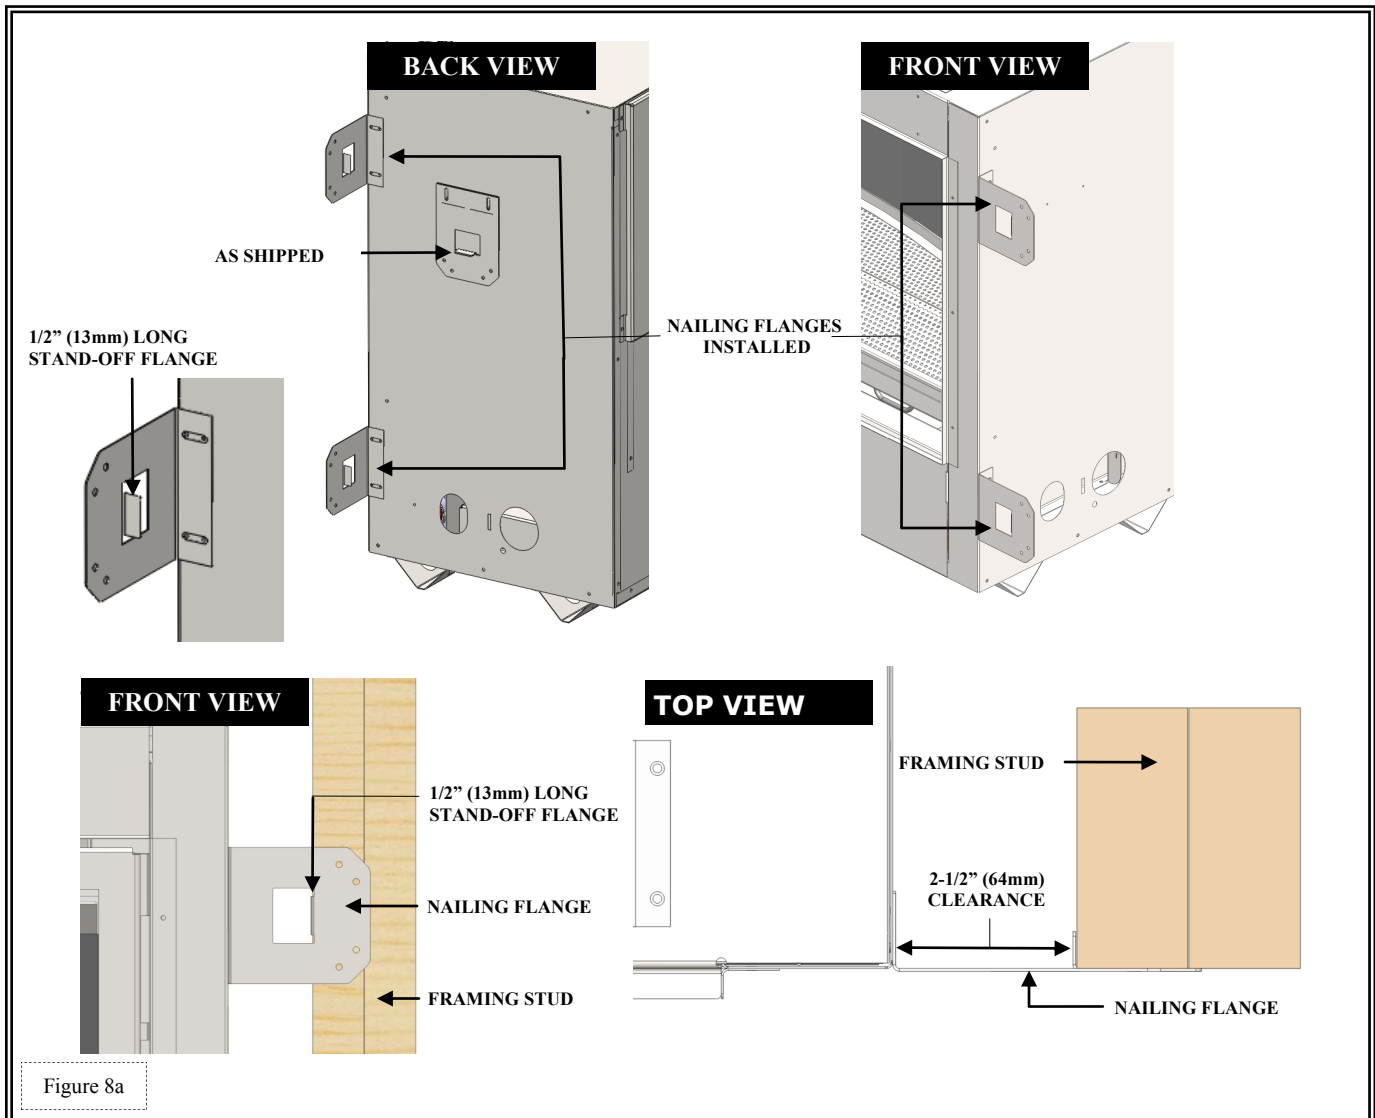 BACK VIEW
FRONT VIEW
AS SHIPPED
NAILING FLANGES
INSTALLED
1/2” (13mm) LONG
STAND-OFF FLANGE
FRONT VIEW
1/2” (13mm) LONG
STAND-OFF FLANGE
NAILING FLANGE
FRAMING STUD
TOP VIEW
FRAMING STUD
2-1/2” (64mm)
CLEARANCE
NAILING FLANGE
Figure 8a